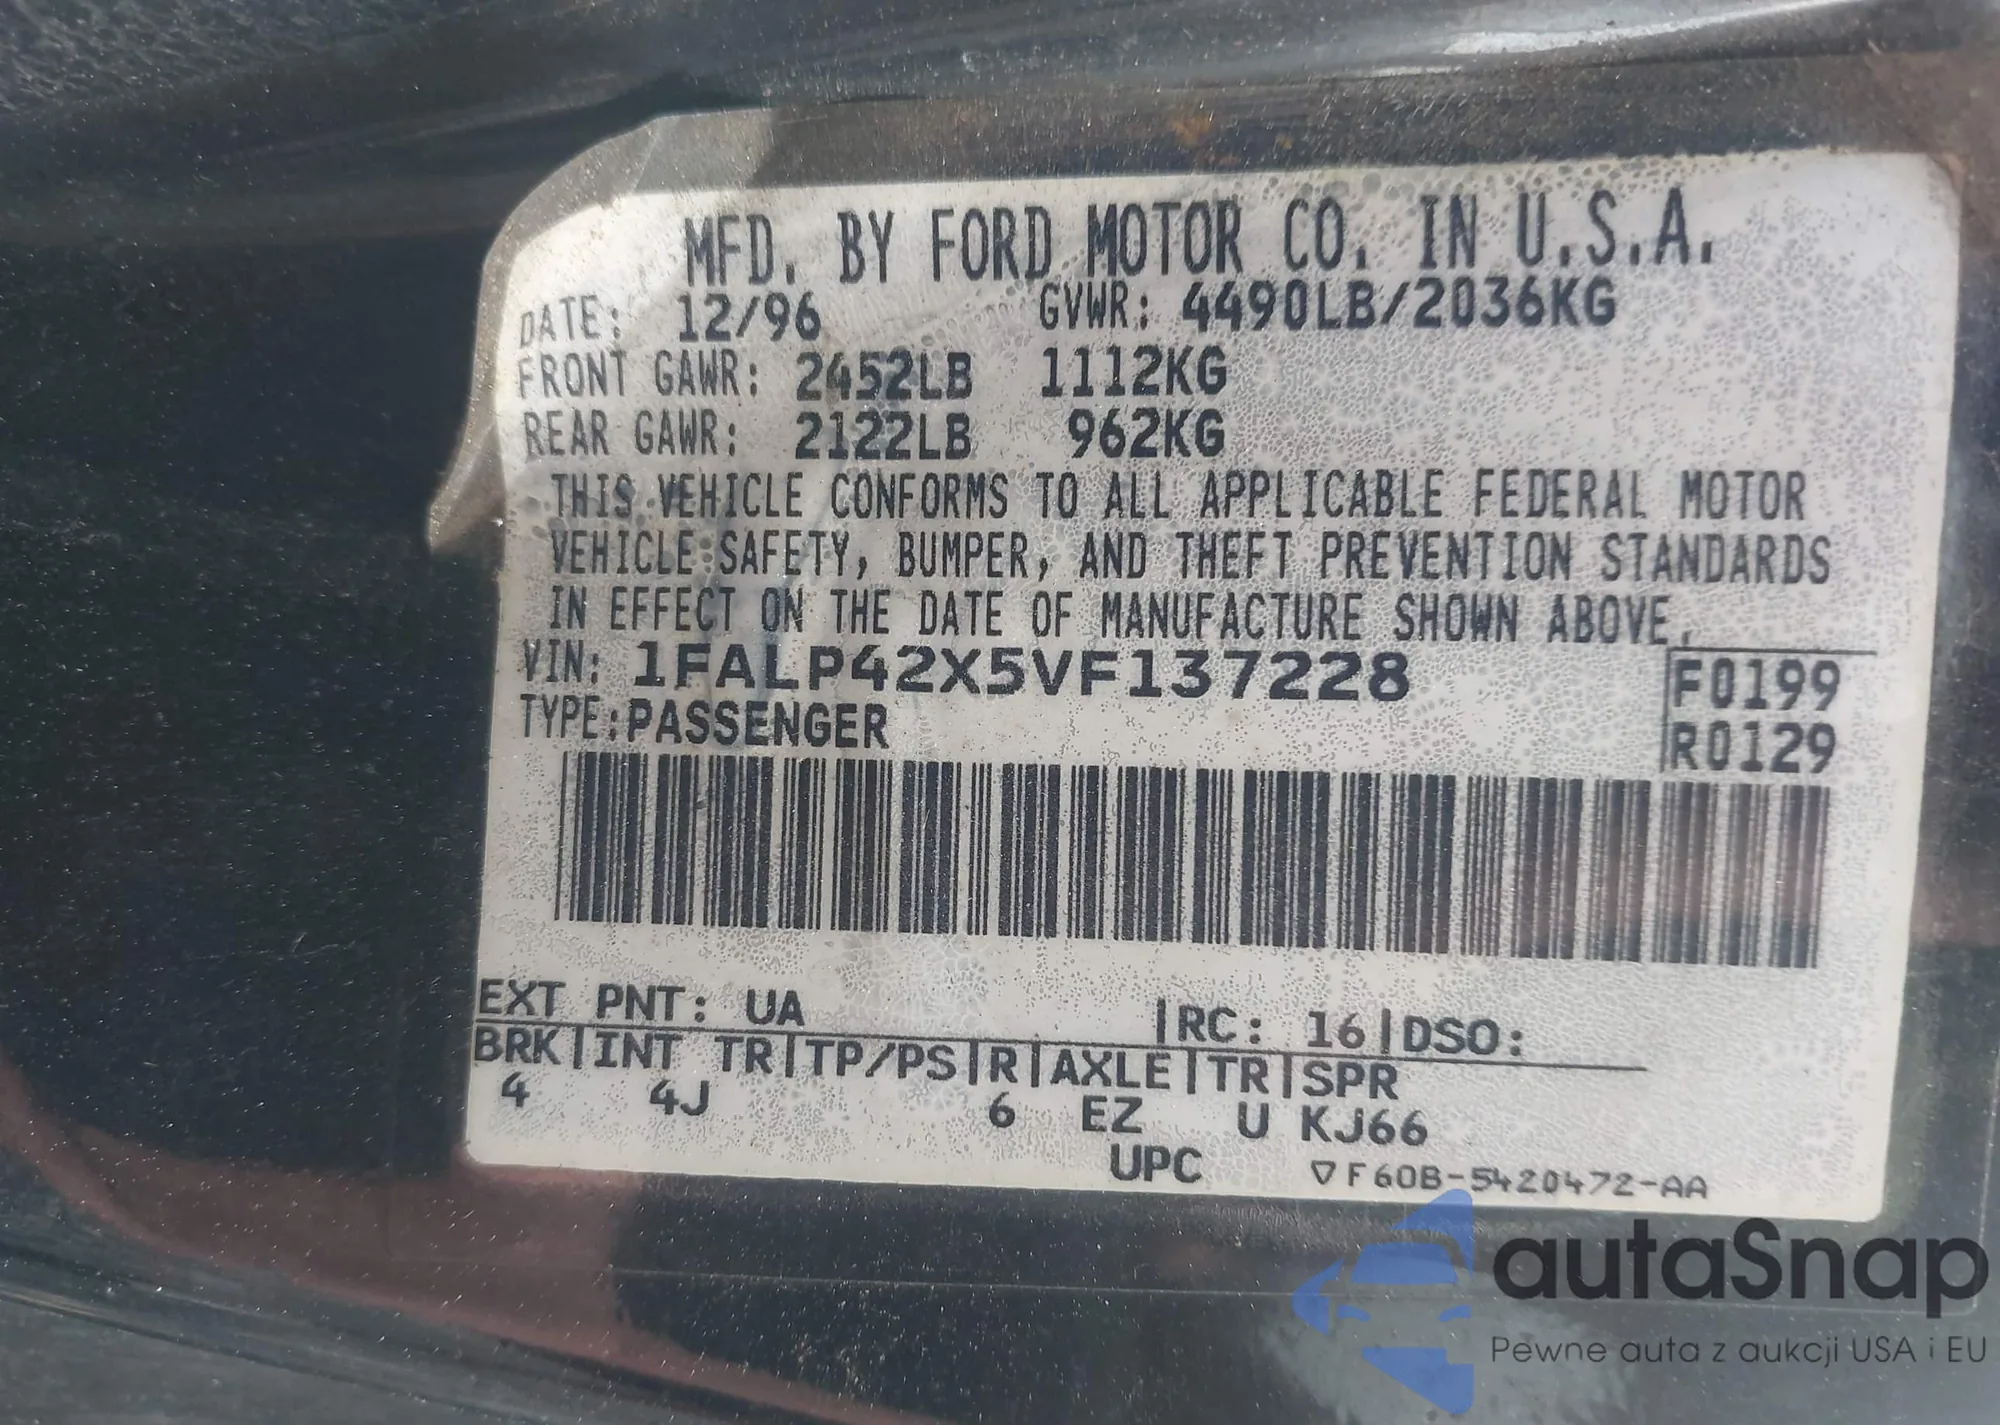 MFD. BY FORD MOTOR CO. IN U.S.A.
DATE: 12/96 GVWR: 4490LB/2036KG
FRONT GAWR: 2452LB 1112KG
REAR GAWR: 2122LB 962KG
THIS VEHICLE CONFORMS TO ALL APPLICABLE FEDERAL MOTOR
VEHICLE SAFETY, BUMPER, AND THEFT PREVENTION STANDARDS
IN EFFECT ON THE DATE OF MANUFACTURE SHOWN ABOVE.
VIN: 1FALP42X5VF137228 F0199
TYPE: PASSENGER R0129
EXT PNT: UA |RC: 16|DSO:
BRK|INT TR|TP/PS|R|AXLE|TR|SPR
4 4J 6 EZ U KJ66
UPC ▽F60B-5420472-AA
autaSnap
Pewne auta z aukcji USA i EU